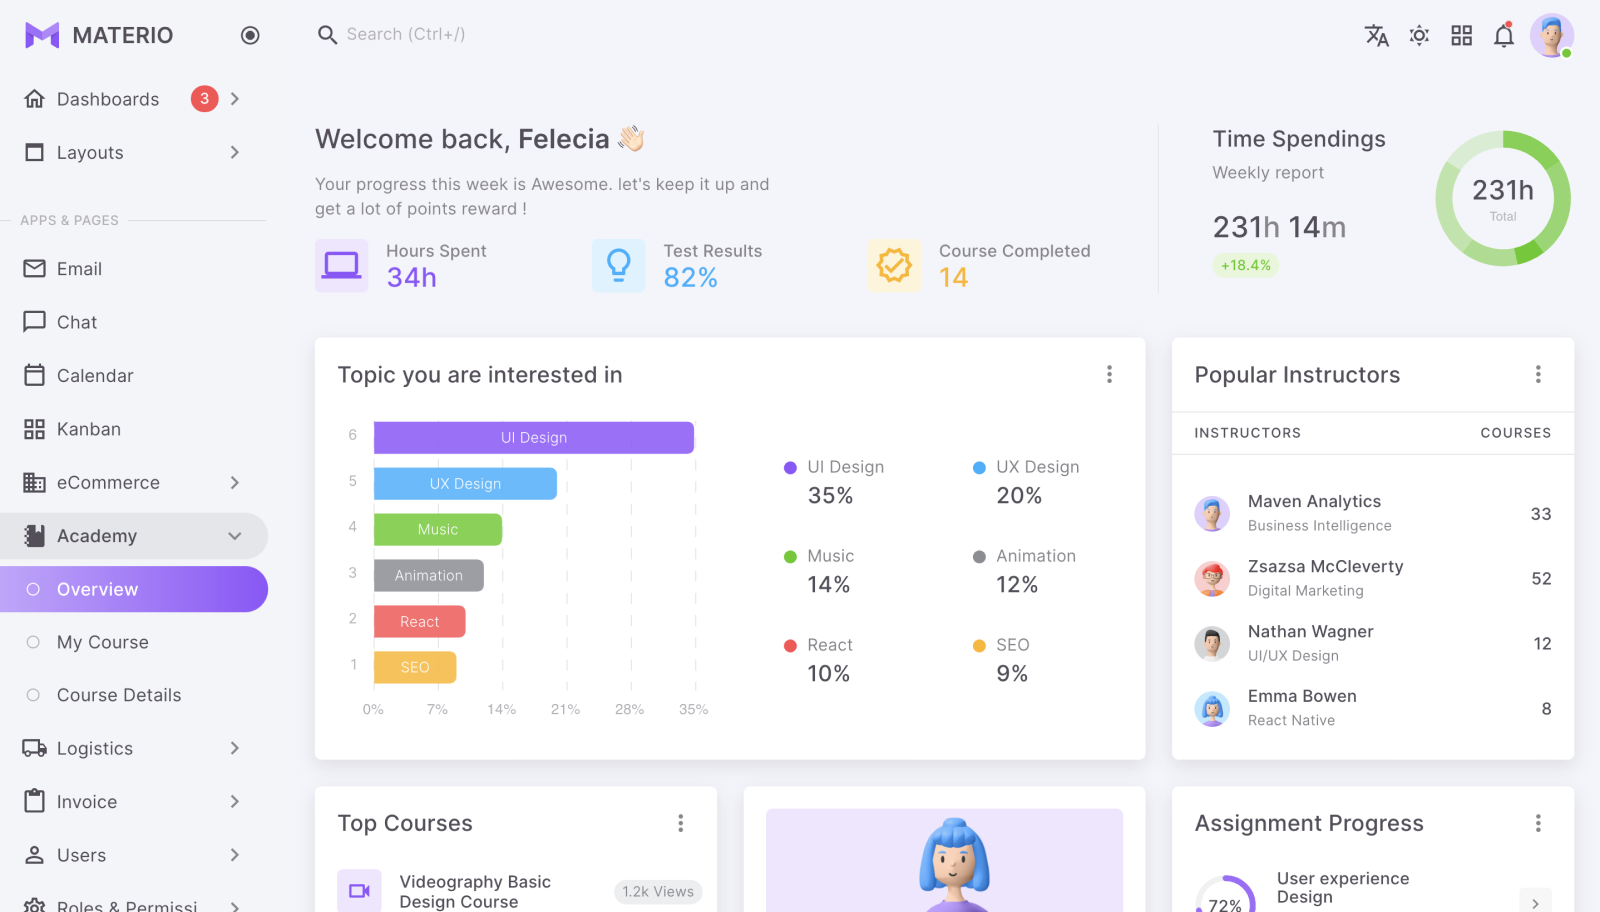 MATERIO
Search (Ctrl+/)
Dashboards
3
Layouts
APPS & PAGES
Email
Chat
Calendar
Kanban
eCommerce
Academy
Overview
My Course
Course Details
Logistics
Invoice
Users
Roles & Permissi
Welcome back, Felecia 👋🏻
Your progress this week is Awesome. let's keep it up and
get a lot of points reward !
Hours Spent
34h
Test Results
82%
Course Completed
14
Time Spendings
Weekly report
231h 14m
+18.4%
231h
Total
Topic you are interested in
6
UI Design
5
UX Design
4
Music
3
Animation
2
React
1
SEO
0%
7%
14%
21%
28%
35%
UI Design
35%
UX Design
20%
Music
14%
Animation
12%
React
10%
SEO
9%
Popular Instructors
INSTRUCTORS
COURSES
Maven Analytics
Business Intelligence
33
Zsazsa McCleverty
Digital Marketing
52
Nathan Wagner
UI/UX Design
12
Emma Bowen
React Native
8
Top Courses
Videography Basic
Design Course
1.2k Views
Assignment Progress
72%
User experience
Design